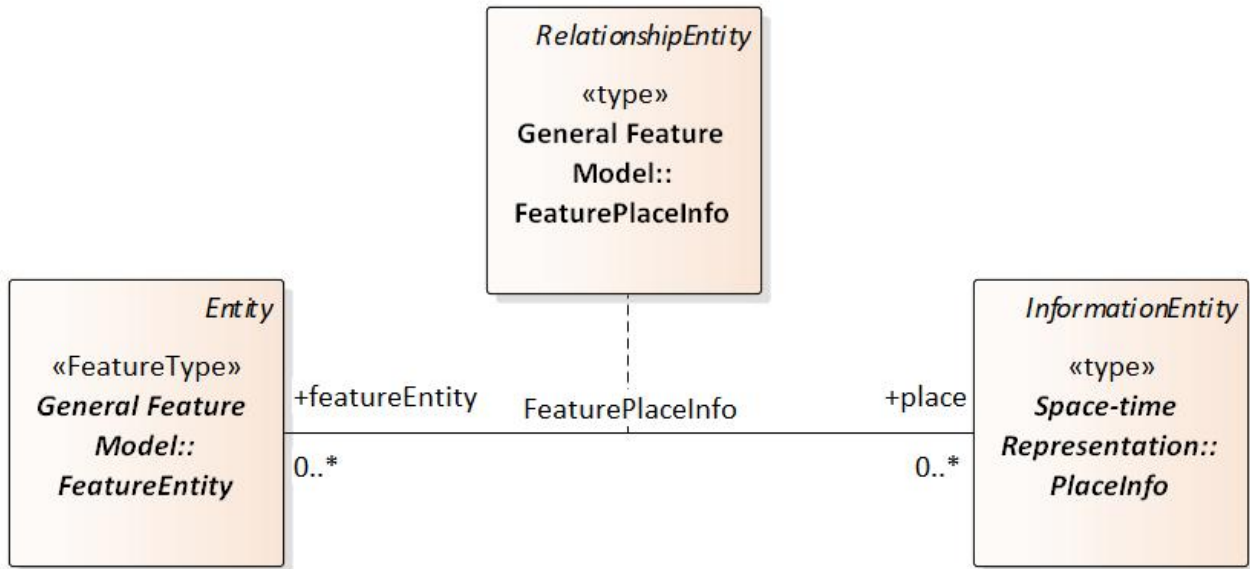 RelationshipEntity
«type»
General Feature
Model::
FeaturePlaceInfo
Entity
«FeatureType»
General Feature
Model::
FeatureEntity
+featureEntity
0..*
FeaturePlaceInfo
+place
0..*
InformationEntity
«type»
Space-time
Representation::
PlaceInfo